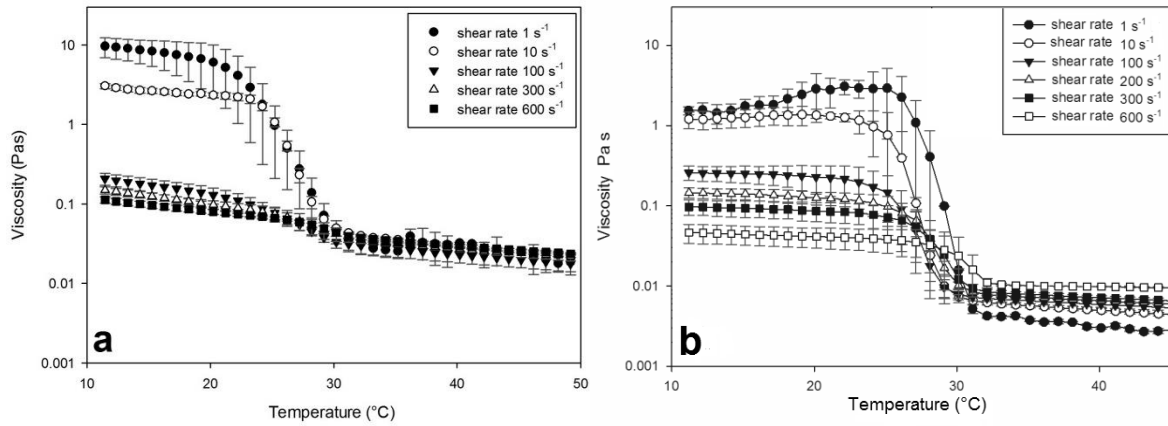 10
1
0.1
0.01
0.001
Viscosity (Pas)
shear rate 1 s⁻¹
shear rate 10 s⁻¹
shear rate 100 s⁻¹
shear rate 300 s⁻¹
shear rate 600 s⁻¹
a
10 20 30 40 50
Temperature (°C)
10
1
0.1
0.01
0.001
Viscosity Pa s
shear rate 1 s⁻¹
shear rate 10 s⁻¹
shear rate 100 s⁻¹
shear rate 200 s⁻¹
shear rate 300 s⁻¹
shear rate 600 s⁻¹
b
10 20 30 40
Temperature (°C)